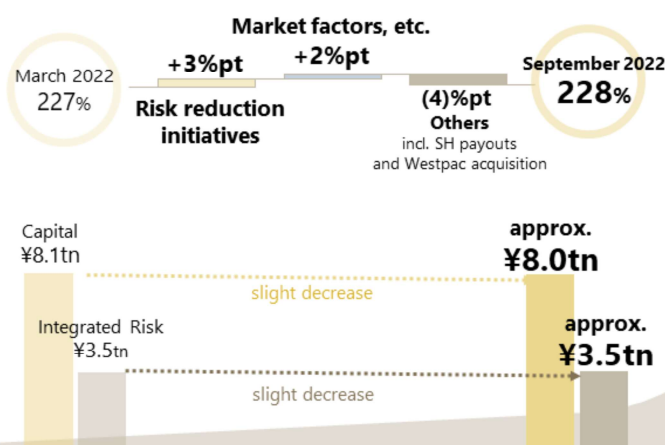 Market factors, etc.
+3%pt
+2%pt
March 2022
227%
Risk reduction
initiatives
(4)%pt
Others
incl. SH payouts
and Westpac acquisition
September 2022
228%
Capital
¥8.1tn
approx.
¥8.0tn
slight decrease
Integrated Risk
¥3.5tn
approx.
¥3.5tn
slight decrease